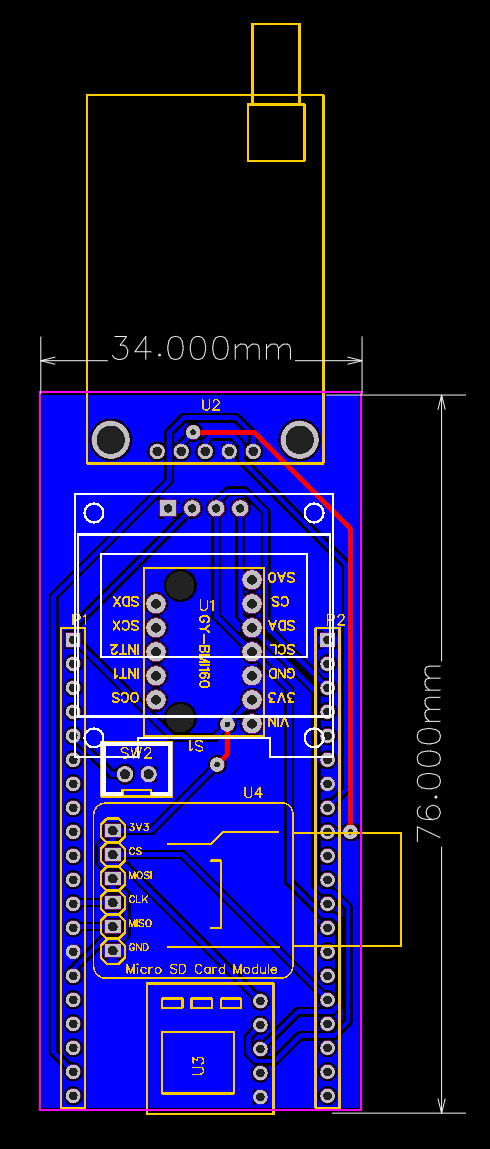 34.000mm
U2
SAO
SDX
CS
U1
SCX
SDA
P1
P2
GY-BMI160
INT2
SCL
INT1
GND
OCS
3V3
VIN
S1
SW2
76.000mm
U4
3V3
CS
MOSI
CLK
MISO
GND
Micro SD Card Module
U3